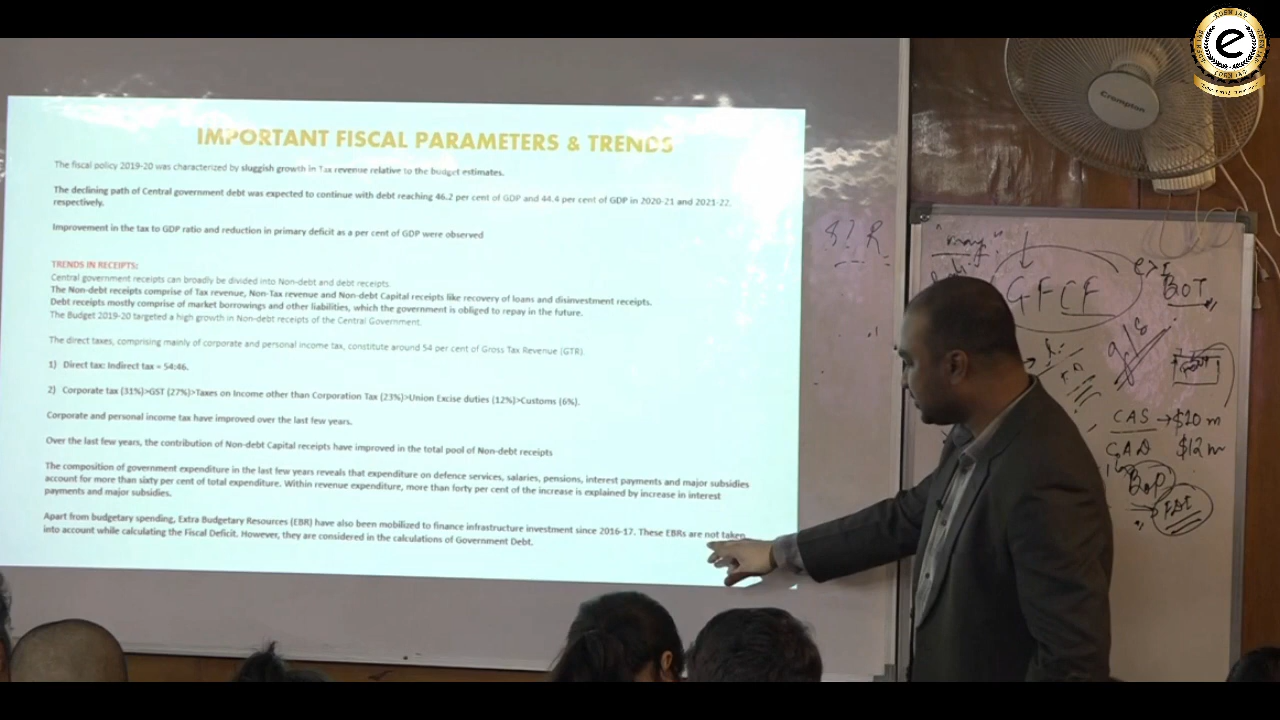 IMPORTANT FISCAL PARAMETERS & TRENDS
The fiscal policy 2019-20 was characterized by sluggish growth in Tax revenue relative to the budget estimates.
The declining path of Central government debt was expected to continue with debt reaching 46.2 per cent of GDP and 44.4 per cent of GDP in 2020-21 and 2021-22,
respectively.
Improvement in the tax to GDP ratio and reduction in primary deficit as a per cent of GDP were observed
TRENDS IN RECEIPTS:
Central government receipts can broadly be divided into Non-debt and debt receipts.
The Non-debt receipts comprise of Tax revenue, Non-Tax revenue and Non-debt Capital receipts like recovery of loans and disinvestment receipts.
Debt receipts mostly comprise of market borrowings and other liabilities, which the government is obliged to repay in the future.
The Budget 2019-20 targeted a high growth in Non-debt receipts of the Central Government.
The direct taxes, comprising mainly of corporate and personal income tax, constitute around 54 per cent of Gross Tax Revenue (GTR).
1) Direct tax: Indirect tax = 54:46.
2) Corporate tax (31%)>GST (27%)>Taxes on Income other than Corporation Tax (23%)>Union Excise duties (12%)>Customs (6%).
Corporate and personal income tax have improved over the last few years.
Over the last few years, the contribution of Non-debt Capital receipts have improved in the total pool of Non-debt receipts
The composition of government expenditure in the last few years reveals that expenditure on defence services, salaries, pensions, interest payments and major subsidies
account for more than sixty per cent of total expenditure. Within revenue expenditure, more than forty per cent of the increase is explained by increase in interest
payments and major subsidies.
Apart from budgetary spending, Extra Budgetary Resources (EBR) have also been mobilized to finance infrastructure investment since 2016-17. These EBRs are not taken
into account while calculating the Fiscal Deficit. However, they are considered in the calculations of Government Debt.
GFCF
BOT
CAS → $20 m
CAD $12 m
BOP
FDI
Crompton
e
EDEN IAS